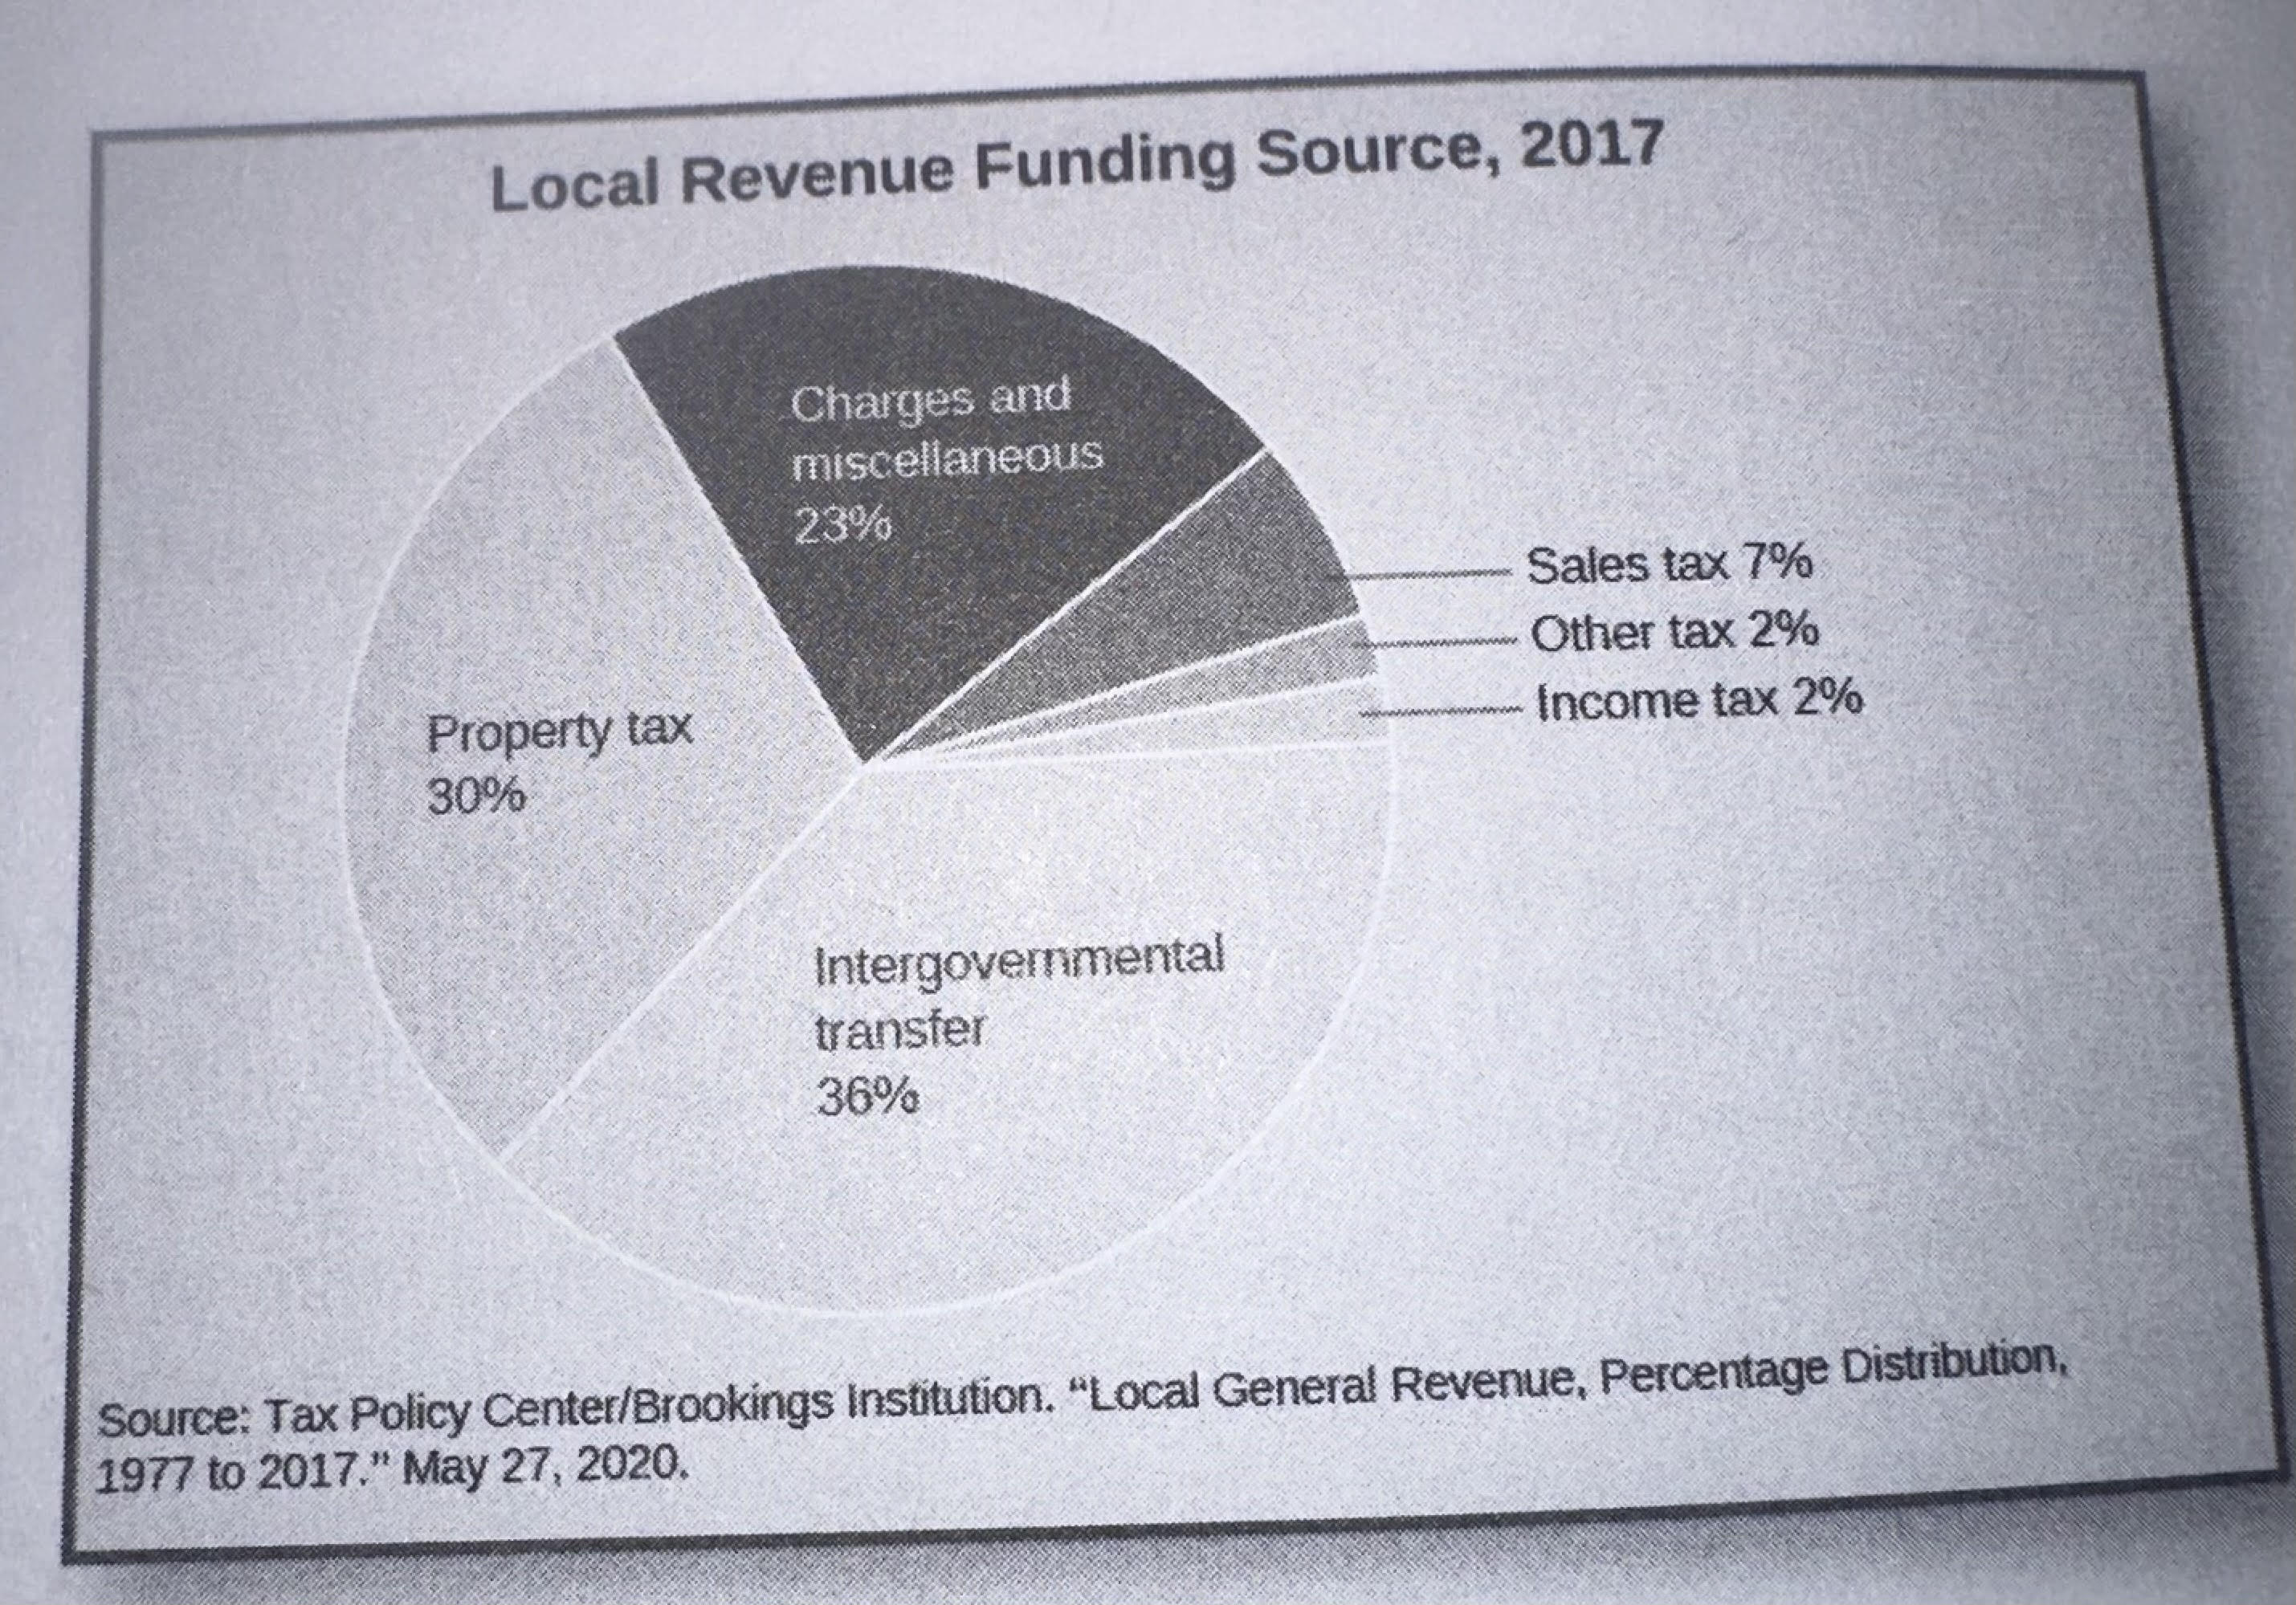 Local Revenue Funding Source, 2017
Charges and
miscellaneous
23%
Sales tax 7%
Other tax 2%
Income tax 2%
Property tax
30%
Intergovernmental
transfer
36%
Source: Tax Policy Center/Brookings Institution. “Local General Revenue, Percentage Distribution,
1977 to 2017.” May 27, 2020.